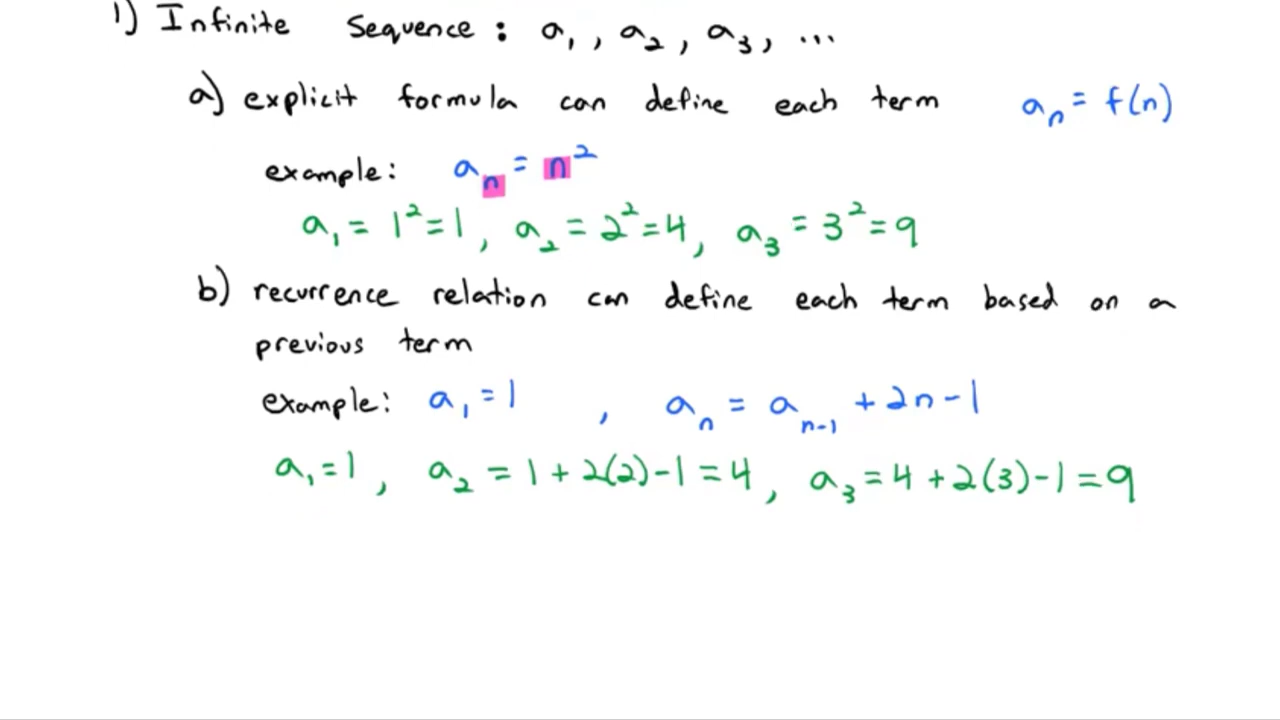 1) Infinite Sequence : a₁ , a₂ , a₃ , ...
a) explicit formula can define each term aₙ = f(n)
example: aₙ = n²
a₁ = 1² = 1 , a₂ = 2² = 4 , a₃ = 3² = 9
b) recurrence relation can define each term based on a
previous term
example: a₁ = 1 , aₙ = aₙ₋₁ + 2n - 1
a₁ = 1 , a₂ = 1 + 2(2) - 1 = 4 , a₃ = 4 + 2(3) - 1 = 9